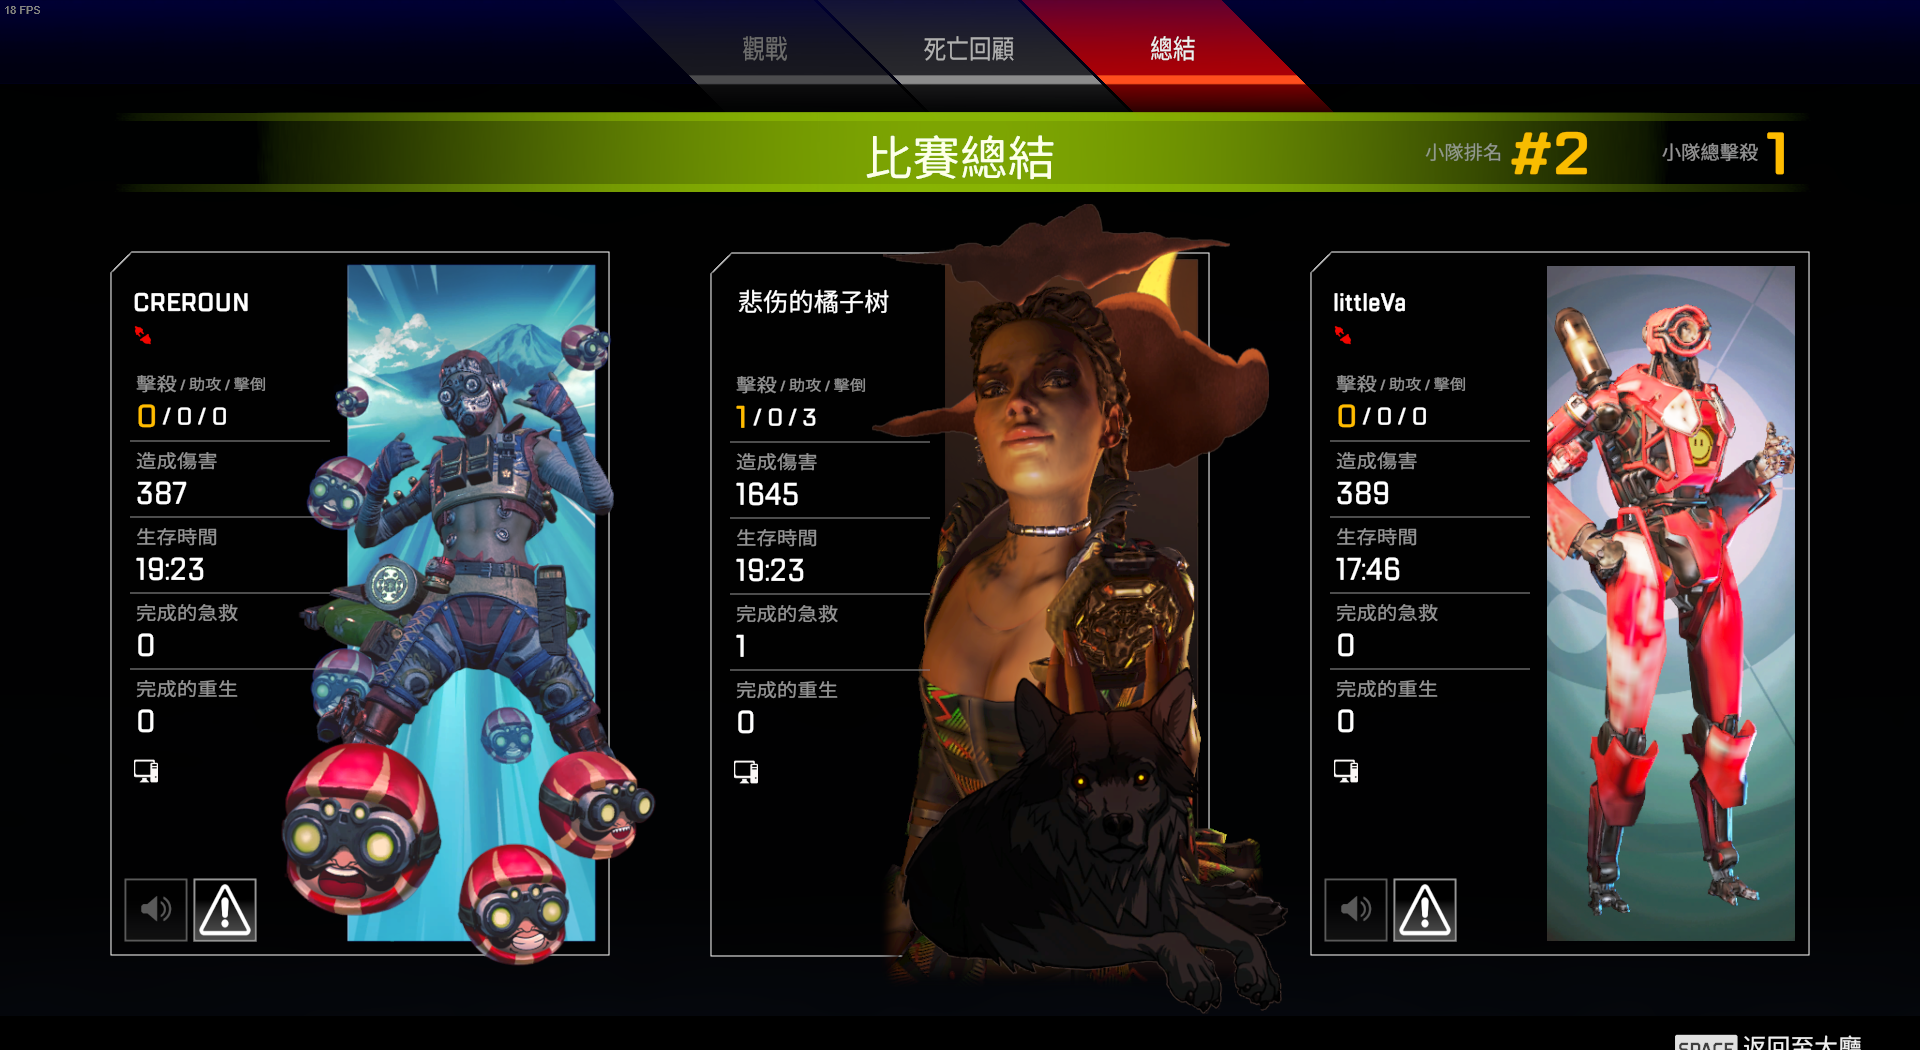 18 FPS
觀戰
死亡回顧
總結
比賽總結
小隊排名 #2
小隊總擊殺 1
CREROUN
擊殺 / 助攻 / 擊倒
0 / 0 / 0
造成傷害
387
生存時間
19:23
完成的急救
0
完成的重生
0
悲伤的橘子树
擊殺 / 助攻 / 擊倒
1 / 0 / 3
造成傷害
1645
生存時間
19:23
完成的急救
1
完成的重生
0
littleVa
擊殺 / 助攻 / 擊倒
0 / 0 / 0
造成傷害
389
生存時間
17:46
完成的急救
0
完成的重生
0
SPACE 返回至大廳